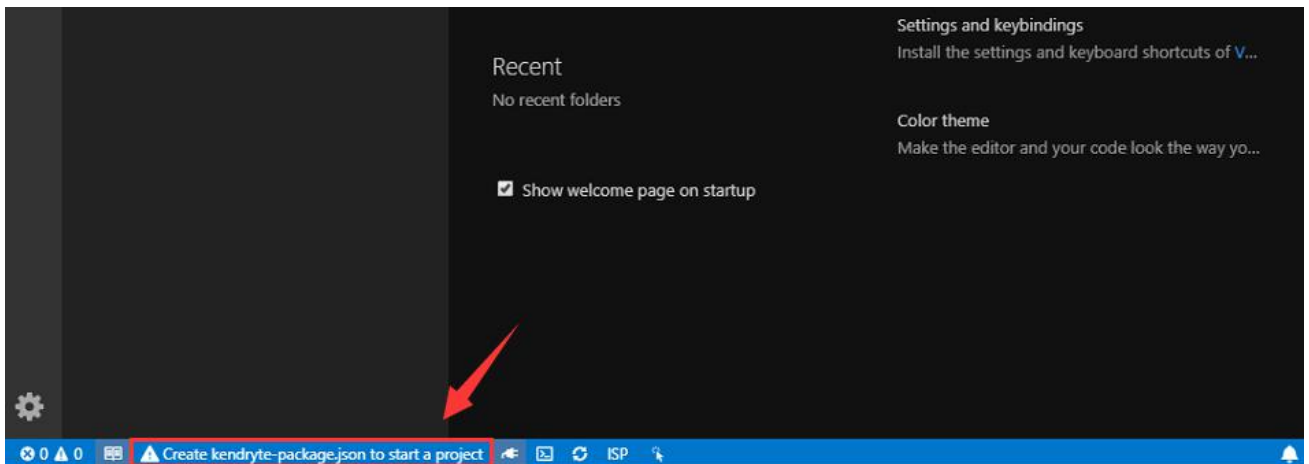 Recent
No recent folders
Show welcome page on startup
Settings and keybindings
Install the settings and keyboard shortcuts of V...
Color theme
Make the editor and your code look the way yo...
0 0 Create kendryte-package.json to start a project ISP